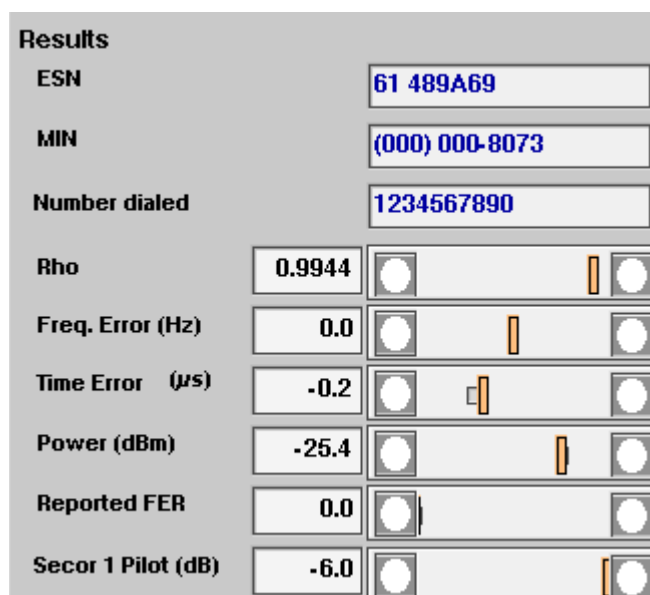 Results
ESN 61 489A69
MIN (000) 000-8073
Number dialed 1234567890
Rho 0.9944
Freq. Error (Hz) 0.0
Time Error (µs) -0.2
Power (dBm) -25.4
Reported FER 0.0
Secor 1 Pilot (dB) -6.0